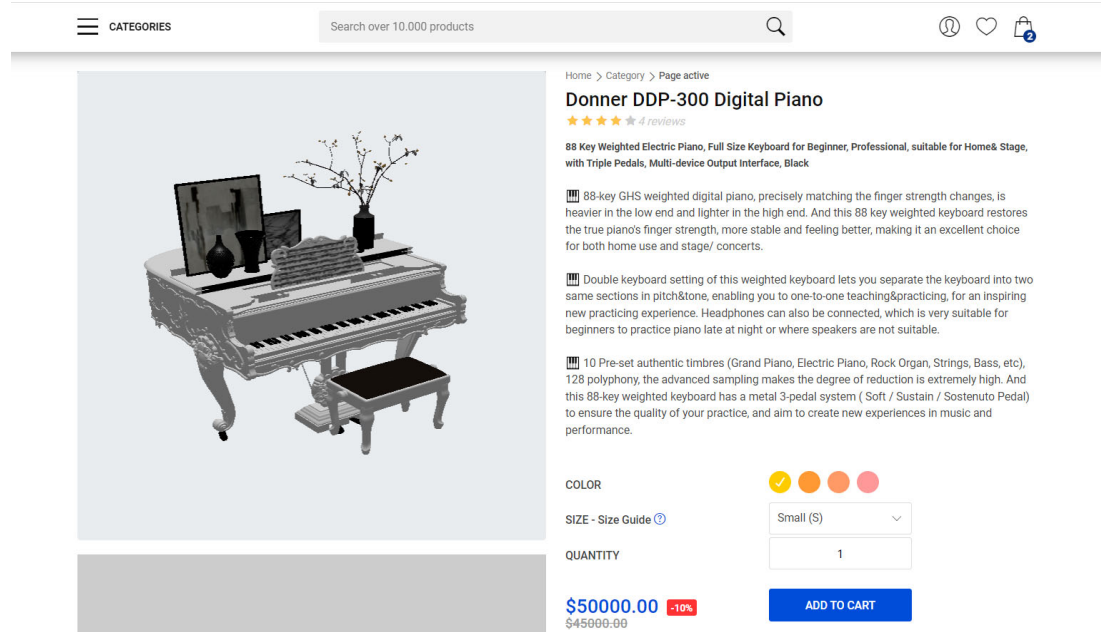 CATEGORIES
Search over 10.000 products
2
Home > Category > Page active
Donner DDP-300 Digital Piano
4 reviews
88 Key Weighted Electric Piano, Full Size Keyboard for Beginner, Professional, suitable for Home& Stage,
with Triple Pedals, Multi-device Output Interface, Black
🎹 88-key GHS weighted digital piano, precisely matching the finger strength changes, is
heavier in the low end and lighter in the high end. And this 88 key weighted keyboard restores
the true piano's finger strength, more stable and feeling better, making it an excellent choice
for both home use and stage/ concerts.
🎹 Double keyboard setting of this weighted keyboard lets you separate the keyboard into two
same sections in pitch&tone, enabling you to one-to-one teaching&practicing, for an inspiring
new practicing experience. Headphones can also be connected, which is very suitable for
beginners to practice piano late at night or where speakers are not suitable.
🎹 10 Pre-set authentic timbres (Grand Piano, Electric Piano, Rock Organ, Strings, Bass, etc),
128 polyphony, the advanced sampling makes the degree of reduction is extremely high. And
this 88-key weighted keyboard has a metal 3-pedal system ( Soft / Sustain / Sostenuto Pedal)
to ensure the quality of your practice, and aim to create new experiences in music and
performance.
COLOR
SIZE - Size Guide ?
Small (S)
QUANTITY
1
$50000.00 -10%
ADD TO CART
$45000.00